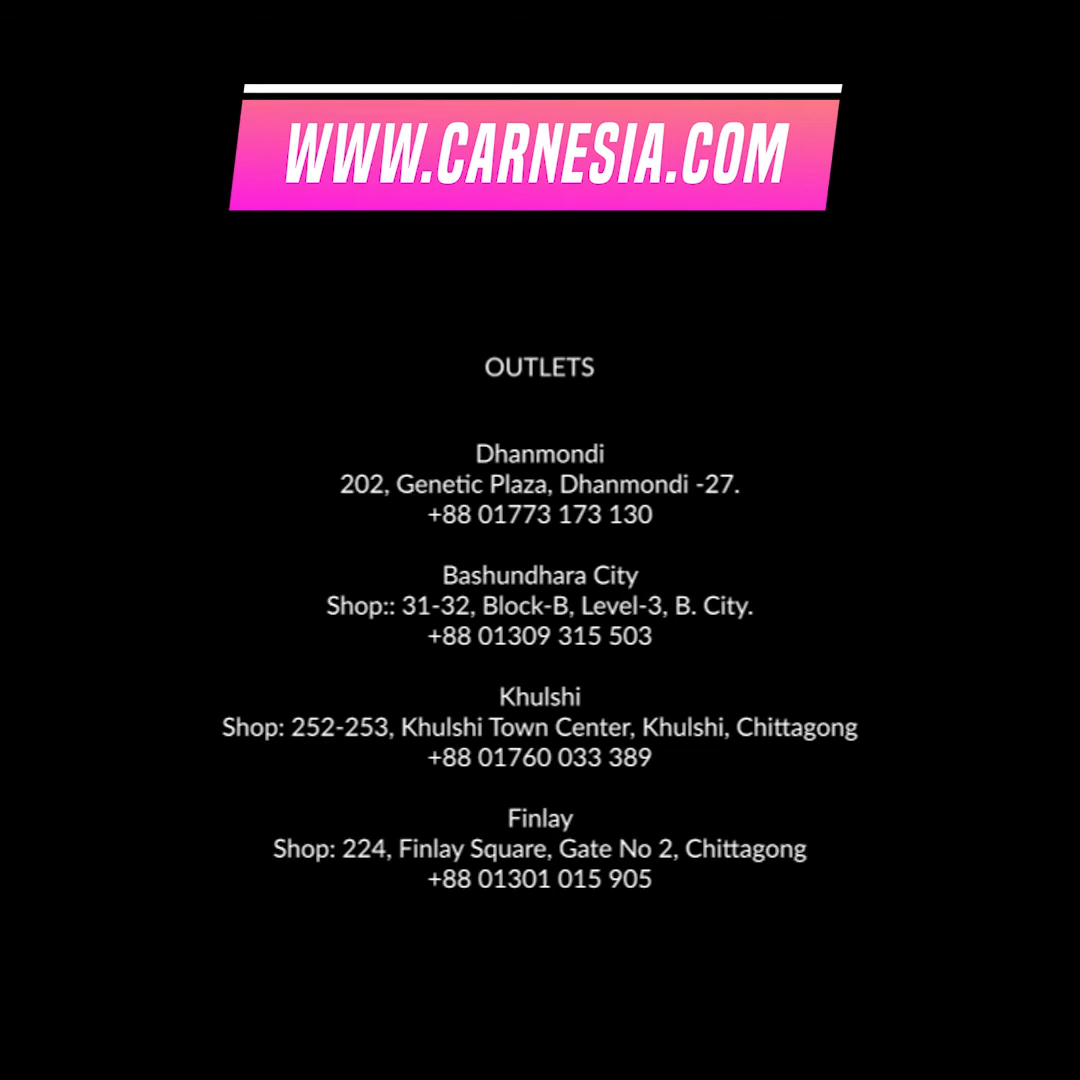 WWW.CARNESIA.COM
OUTLETS
Dhanmondi
202, Genetic Plaza, Dhanmondi -27.
+88 01773 173 130
Bashundhara City
Shop:: 31-32, Block-B, Level-3, B. City.
+88 01309 315 503
Khulshi
Shop: 252-253, Khulshi Town Center, Khulshi, Chittagong
+88 01760 033 389
Finlay
Shop: 224, Finlay Square, Gate No 2, Chittagong
+88 01301 015 905